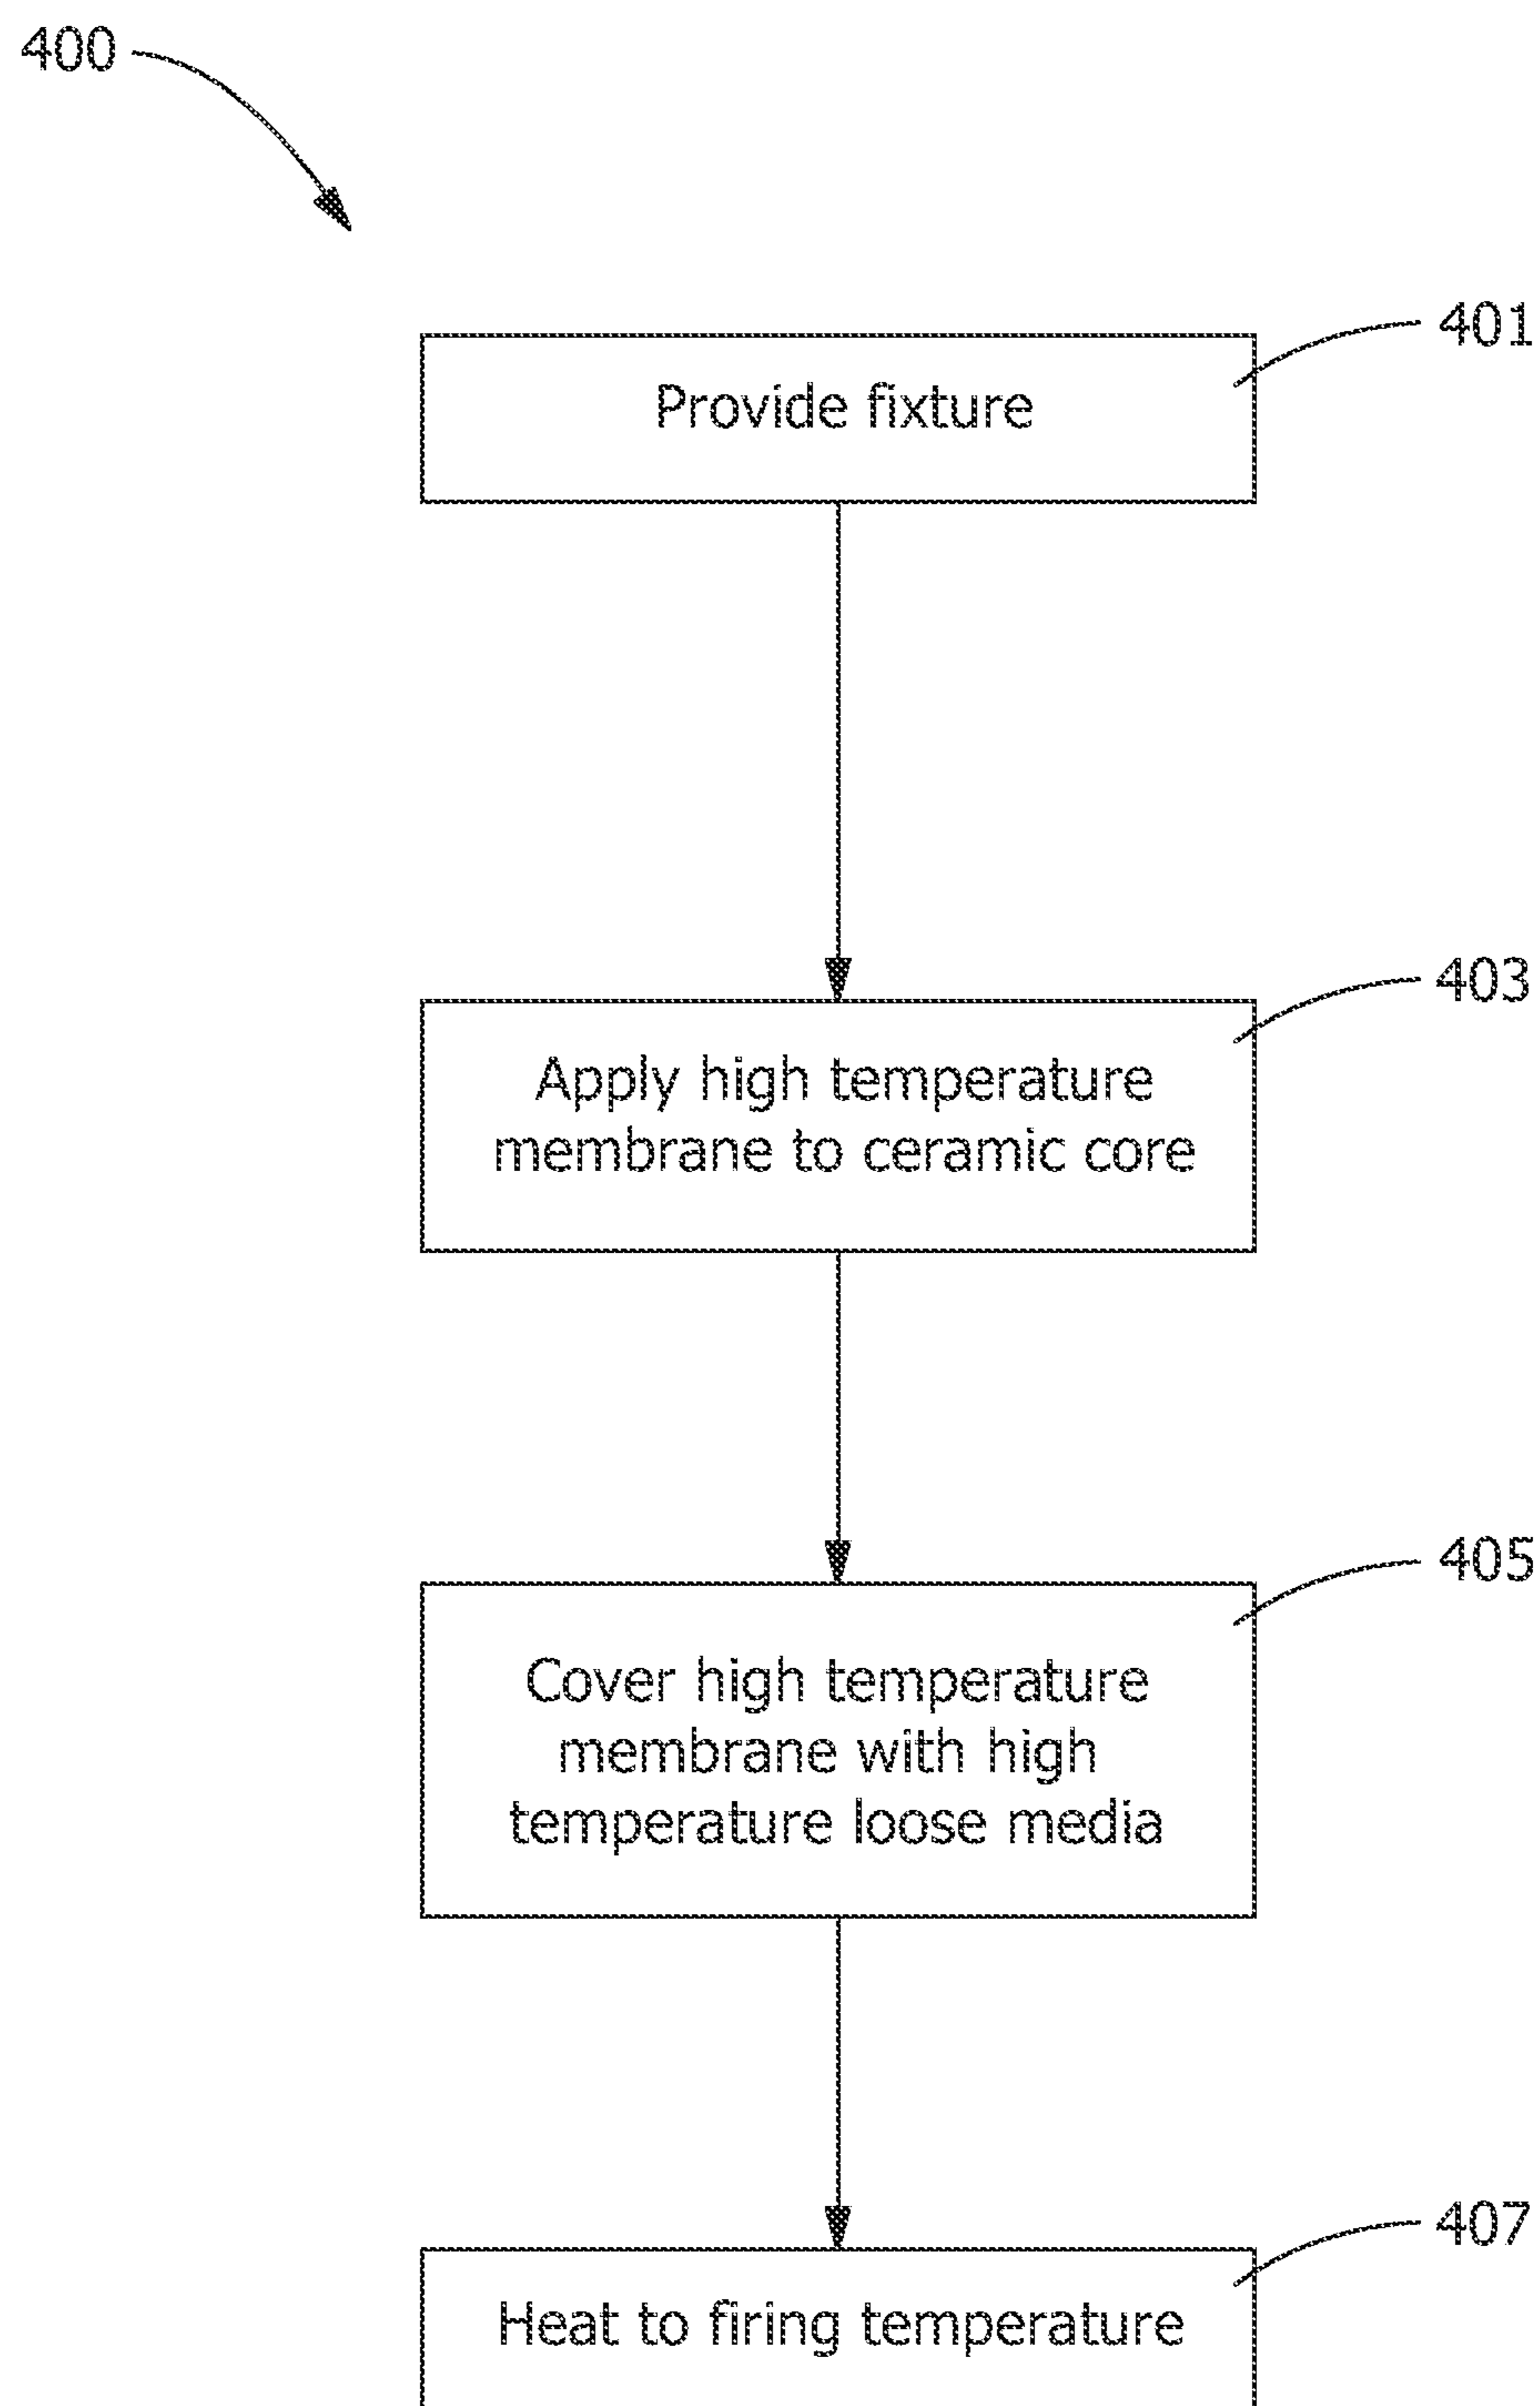 400
401
Provide fixture
403
Apply high temperature
membrane to ceramic core
405
Cover high temperature
membrane with high
temperature loose media
407
Heat to firing temperature